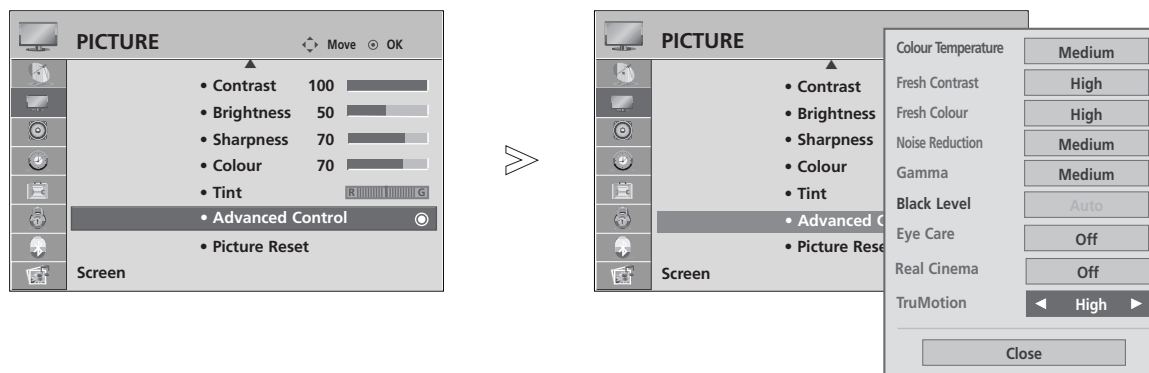 PICTURE
Move OK
• Contrast 100
• Brightness 50
• Sharpness 70
• Colour 70
• Tint R G
• Advanced Control
• Picture Reset
Screen
PICTURE
• Contrast
• Brightness
• Sharpness
• Colour
• Tint
• Advanced C
• Picture Rese
Screen
Colour Temperature Medium
Fresh Contrast High
Fresh Colour High
Noise Reduction Medium
Gamma Medium
Black Level Auto
Eye Care Off
Real Cinema Off
TruMotion High
Close